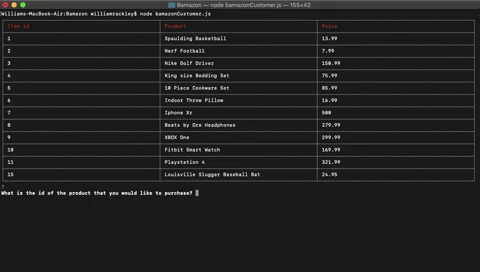 Bamazon — node bamazonCustomer.js — 155×42
Williams-MacBook-Air:Bamazon williamrackley$ node bamazonCustomer.js
Item id Product Price
1 Spaulding Basketball 13.99
2 Nerf Football 7.99
3 Nike Golf Driver 150.99
4 King size Bedding Set 75.99
5 10 Piece Cookware Set 85.99
6 Indoor Throw Pillow 16.99
7 Iphone Xr 500
8 Beats by Dre Headphones 279.99
9 XBOX One 299.99
10 Fitbit Smart Watch 169.99
11 Playstation 4 321.99
15 Louisville Slugger Baseball Bat 24.95
?
What is the id of the product that you would like to purchase?